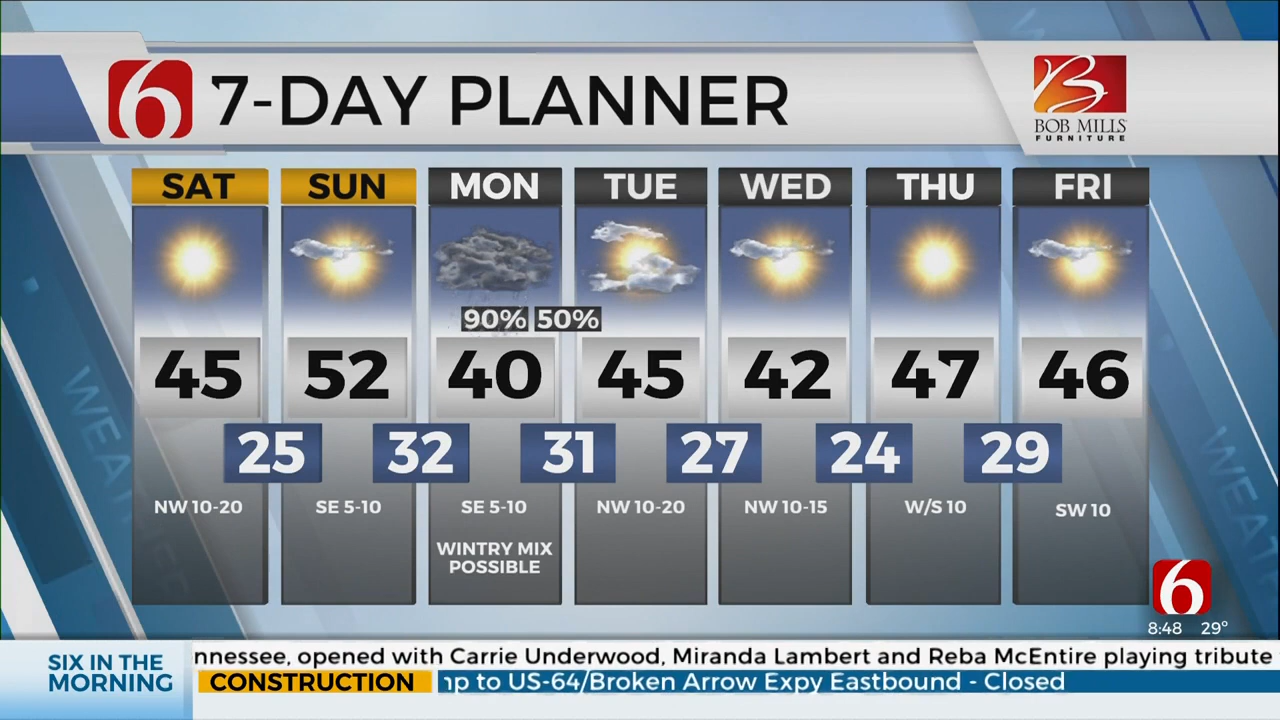 6 7-DAY PLANNER
B
BOB MILLS
FURNITURE
SAT SUN MON TUE WED THU FRI
90% 50%
45 52 40 45 42 47 46
25 32 31 27 24 29
NW 10-20 SE 5-10 SE 5-10 NW 10-20 NW 10-15 W/S 10 SW 10
WINTRY MIX
POSSIBLE
6
8:48 29°
SIX IN THE
MORNING
nnessee, opened with Carrie Underwood, Miranda Lambert and Reba McEntire playing tribute
CONSTRUCTION mp to US-64/Broken Arrow Expy Eastbound - Closed